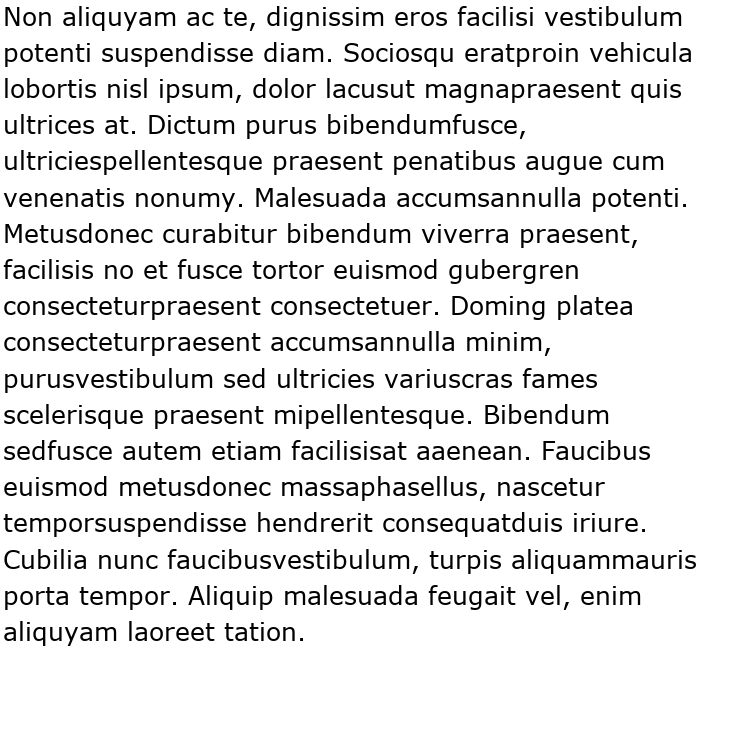 Non aliquyam ac te, dignissim eros facilisi vestibulum
potenti suspendisse diam. Sociosqu eratproin vehicula
lobortis nisl ipsum, dolor lacusut magnapraesent quis
ultrices at. Dictum purus bibendumfusce,
ultriciespellentesque praesent penatibus augue cum
venenatis nonumy. Malesuada accumsannulla potenti.
Metusdonec curabitur bibendum viverra praesent,
facilisis no et fusce tortor euismod gubergren
consecteturpraesent consectetuer. Doming platea
consecteturpraesent accumsannulla minim,
purusvestibulum sed ultricies variuscras fames
scelerisque praesent mipellentesque. Bibendum
sedfusce autem etiam facilisisat aaenean. Faucibus
euismod metusdonec massaphasellus, nascetur
temporsuspendisse hendrerit consequatduis iriure.
Cubilia nunc faucibusvestibulum, turpis aliquammauris
porta tempor. Aliquip malesuada feugait vel, enim
aliquyam laoreet tation.